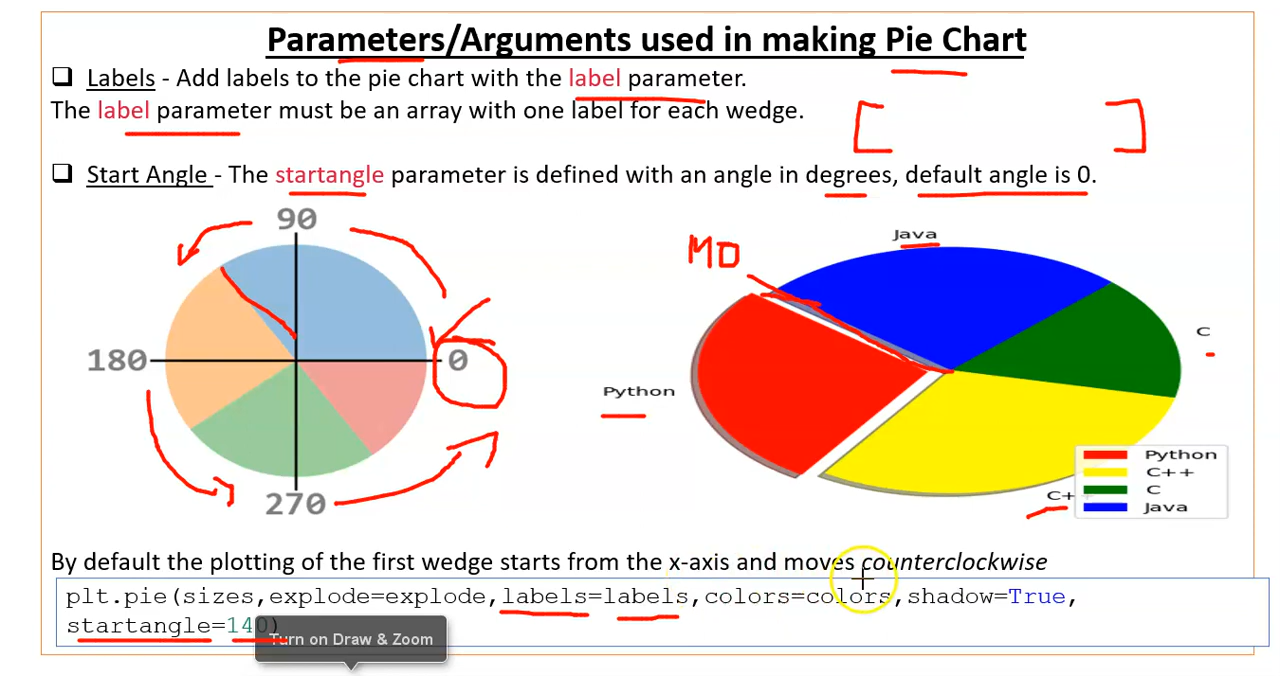 Parameters/Arguments used in making Pie Chart
Labels - Add labels to the pie chart with the label parameter.
The label parameter must be an array with one label for each wedge.
[ ]
Start Angle - The startangle parameter is defined with an angle in degrees, default angle is 0.
90
180
0
270
MO
Java
C
Python
C++
Python
C++
C
Java
By default the plotting of the first wedge starts from the x-axis and moves counterclockwise
plt.pie(sizes,explode=explode,labels=labels,colors=colors,shadow=True,
startangle=140)
Turn on Draw & Zoom